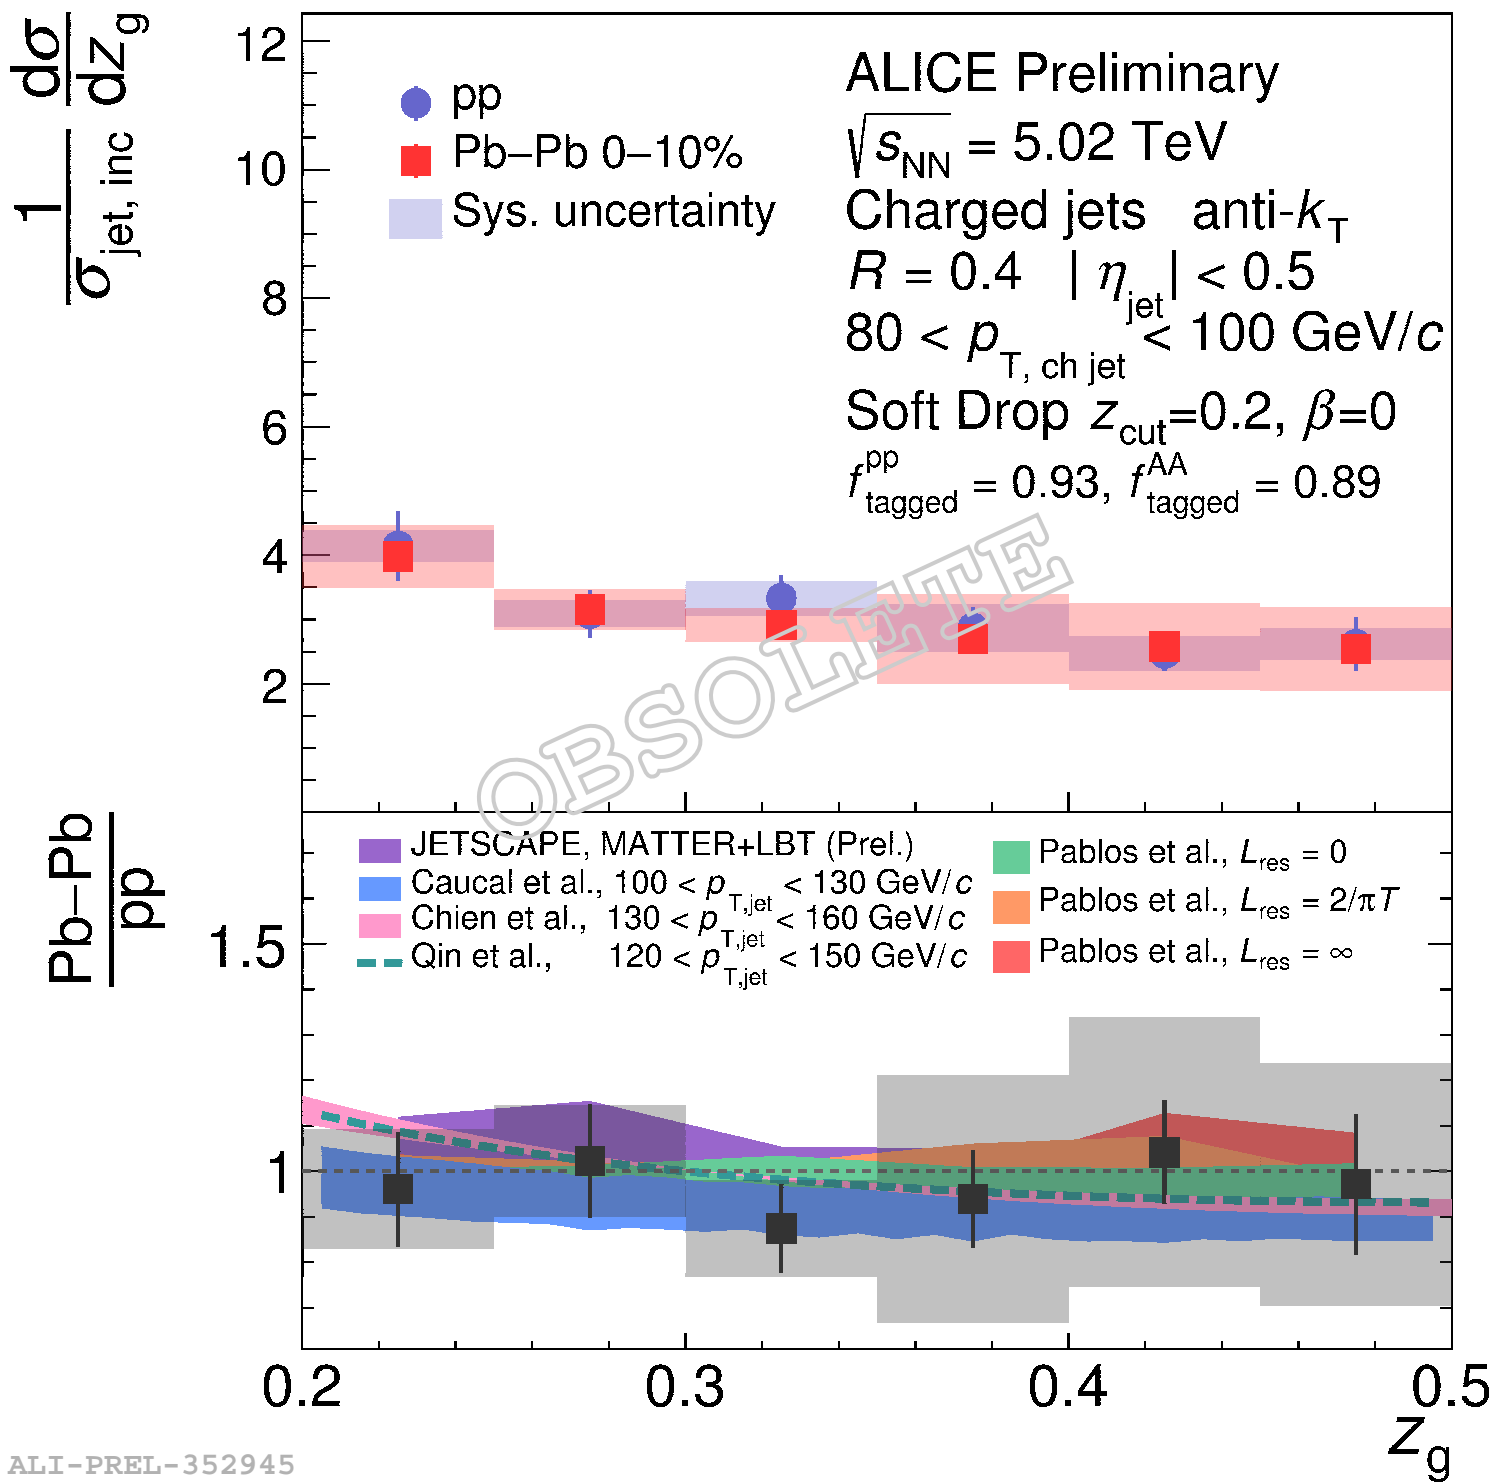 1/σjet, inc dσ/dzg
12
10
8
6
4
2
pp
Pb–Pb 0–10%
Sys. uncertainty
ALICE Preliminary
√sNN = 5.02 TeV
Charged jets anti-kT
R = 0.4 | ηjet| < 0.5
80 < pT, ch jet < 100 GeV/c
Soft Drop zcut=0.2, β=0
f pp tagged = 0.93, f AA tagged = 0.89
OBSOLETE
Pb–Pb
pp
1.5
1
JETSCAPE, MATTER+LBT (Prel.)
Caucal et al., 100 < pT,jet < 130 GeV/c
Chien et al., 130 < pT,jet < 160 GeV/c
Qin et al., 120 < pT,jet < 150 GeV/c
Pablos et al., Lres = 0
Pablos et al., Lres = 2/πT
Pablos et al., Lres = ∞
0.2 0.3 0.4 0.5
zg
ALI-PREL-352945